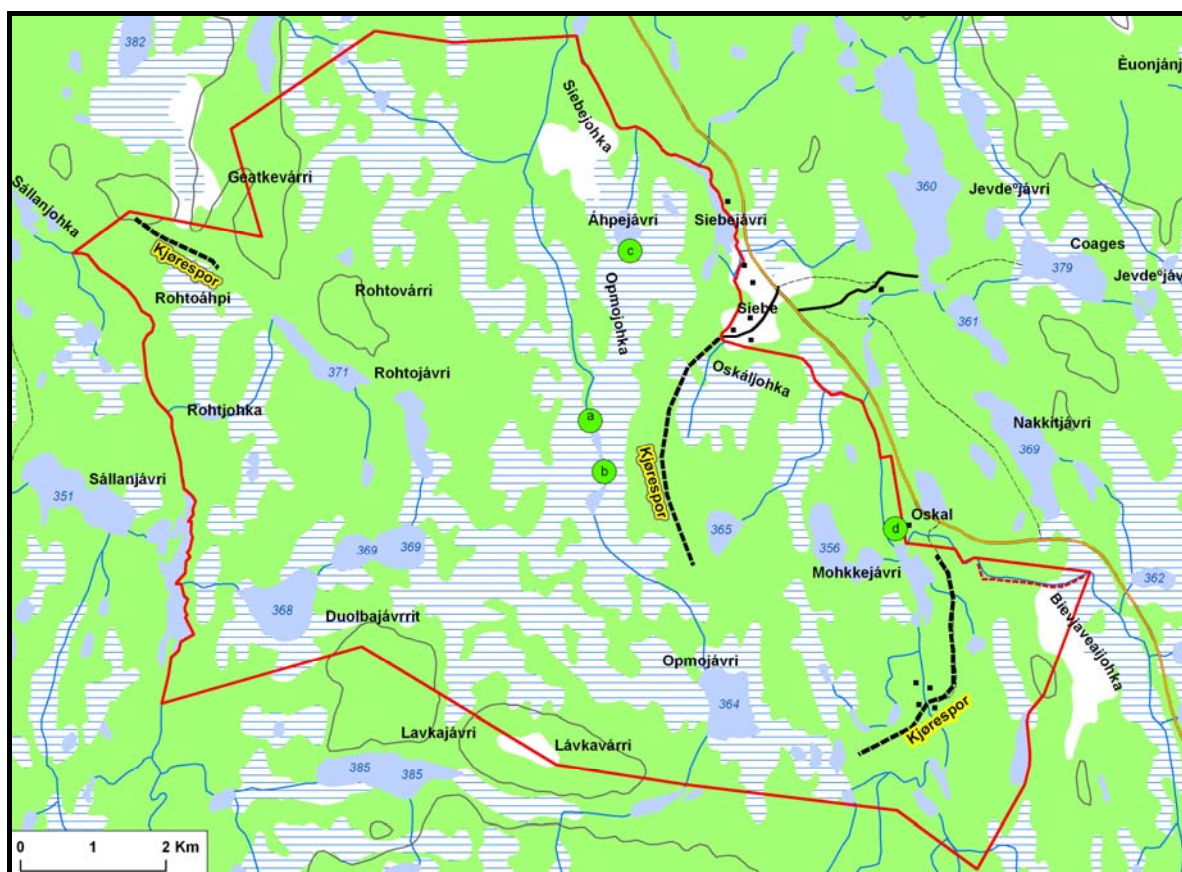 382
Èuonjánj
Siebejohka
Geatkevárri
360
Jevdeºjávri
Sállanjohka
Áhpejávri
Siebejávri
c
Coages
Kjørespor
379
Jevdeºjáv
Rohtoáhpi
Rohtovárri
Opmojohka
Siebe
361
371
Rohtojávri
Oskáljohka
Rohtjohka
a
Nakkitjávri
369
Sállanjávri
b
351
Kjørespor
365
Oskal
d
356
369
369
Mohkkejávri
362
368
Duolbajávrrit
Bievjaveaijohka
Opmojávri
364
Lavkajávri
Lávkavárri
Kjørespor
385
385
0 1 2 Km